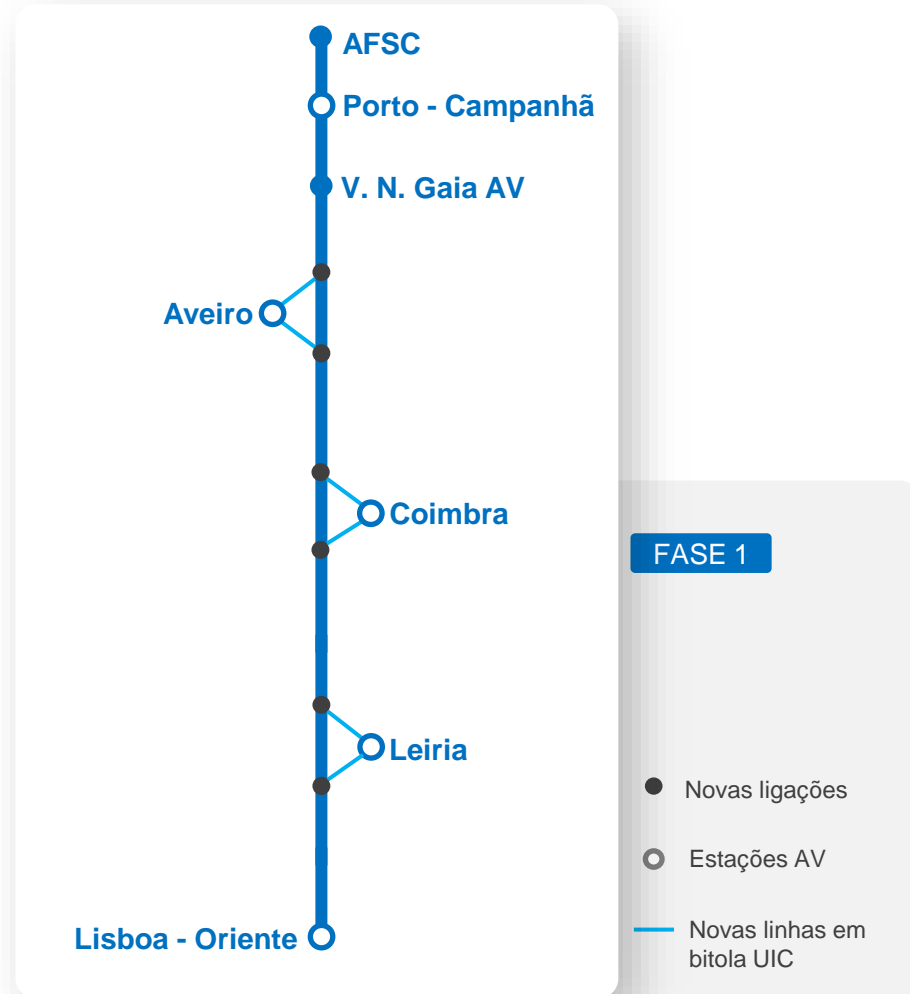 AFSC
Porto - Campanhã
V. N. Gaia AV
Aveiro
Coimbra
FASE 1
Leiria
Novas ligações
Estações AV
Lisboa - Oriente
Novas linhas em
bitola UIC